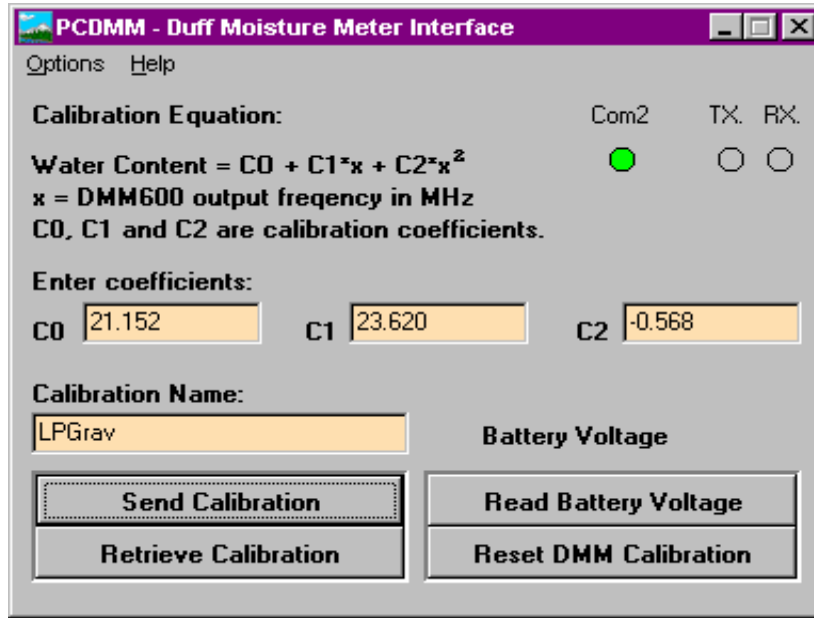 PCDMM - Duff Moisture Meter Interface
Options Help
Calibration Equation: Com2 TX. RX.
Water Content = C0 + C1*x + C2*x²
x = DMM600 output freqency in MHz
C0, C1 and C2 are calibration coefficients.
Enter coefficients:
C0 21.152 C1 23.620 C2 -0.568
Calibration Name:
LPGrav Battery Voltage
Send Calibration Read Battery Voltage
Retrieve Calibration Reset DMM Calibration